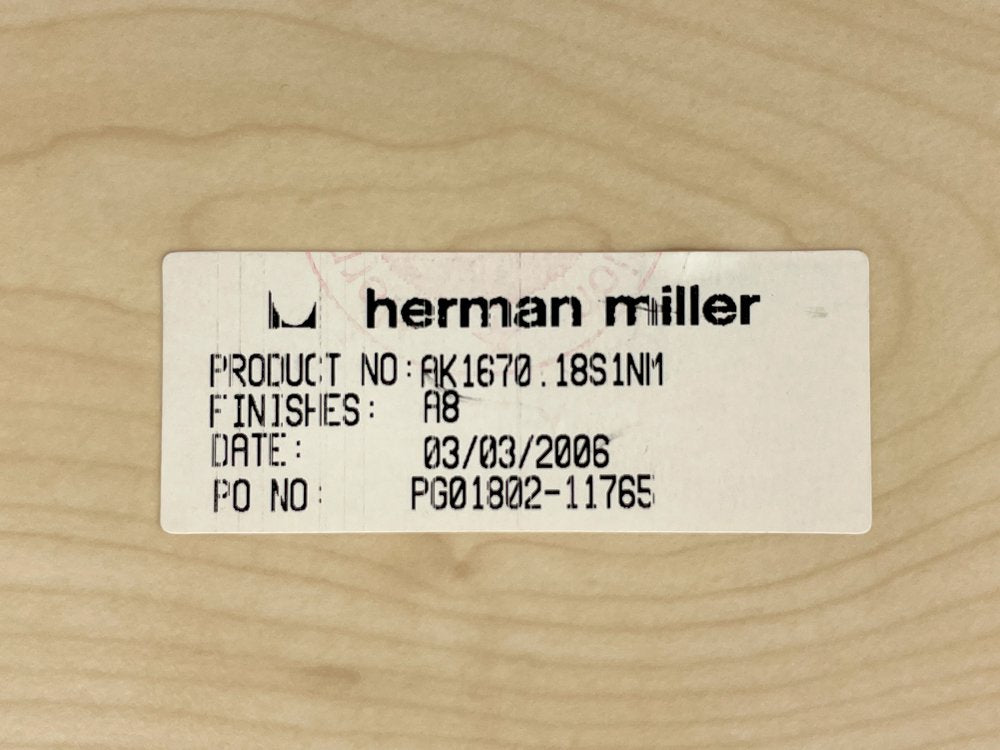 herman miller
PRODUCT NO: AK1670.18S1NM
FINISHES: A8
DATE: 03/03/2006
PO NO: PG01802-11765